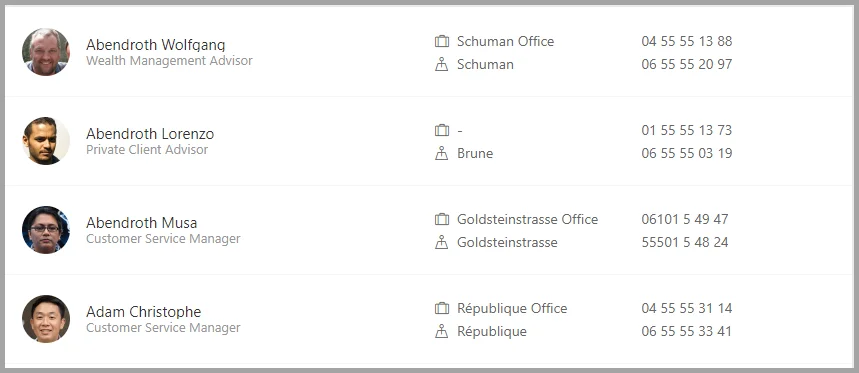 Abendroth Wolfgang
Wealth Management Advisor
Schuman Office 04 55 55 13 88
Schuman 06 55 55 20 97
Abendroth Lorenzo
Private Client Advisor
- 01 55 55 13 73
Brune 06 55 55 03 19
Abendroth Musa
Customer Service Manager
Goldsteinstrasse Office 06101 5 49 47
Goldsteinstrasse 55501 5 48 24
Adam Christophe
Customer Service Manager
République Office 04 55 55 31 14
République 06 55 55 33 41